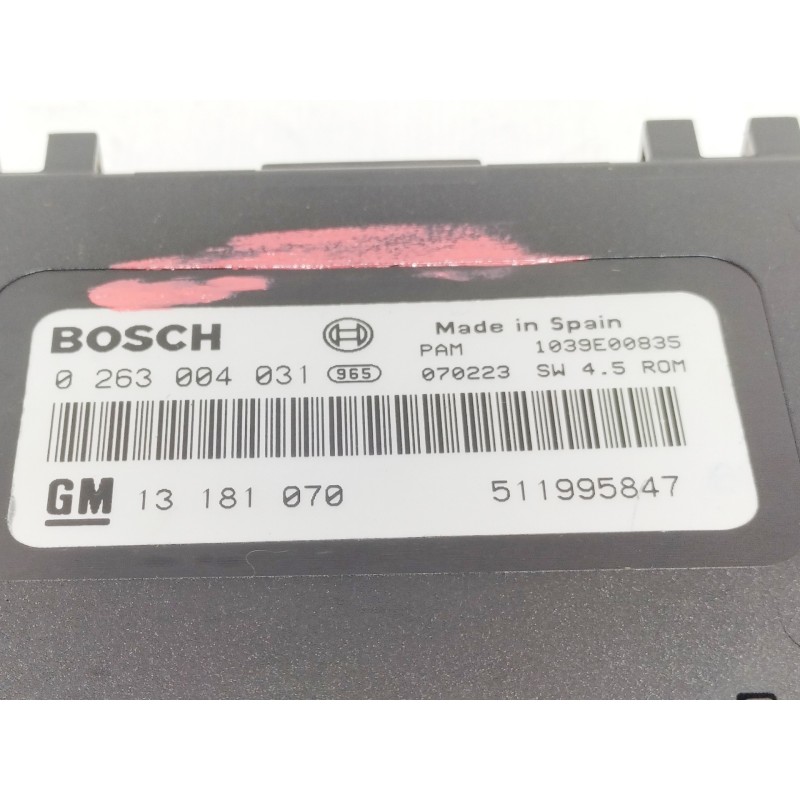 BOSCH
Made in Spain
PAM 1039E00835
0 263 004 031 965
070223 SW 4.5 ROM
GM 13 181 070 511995847